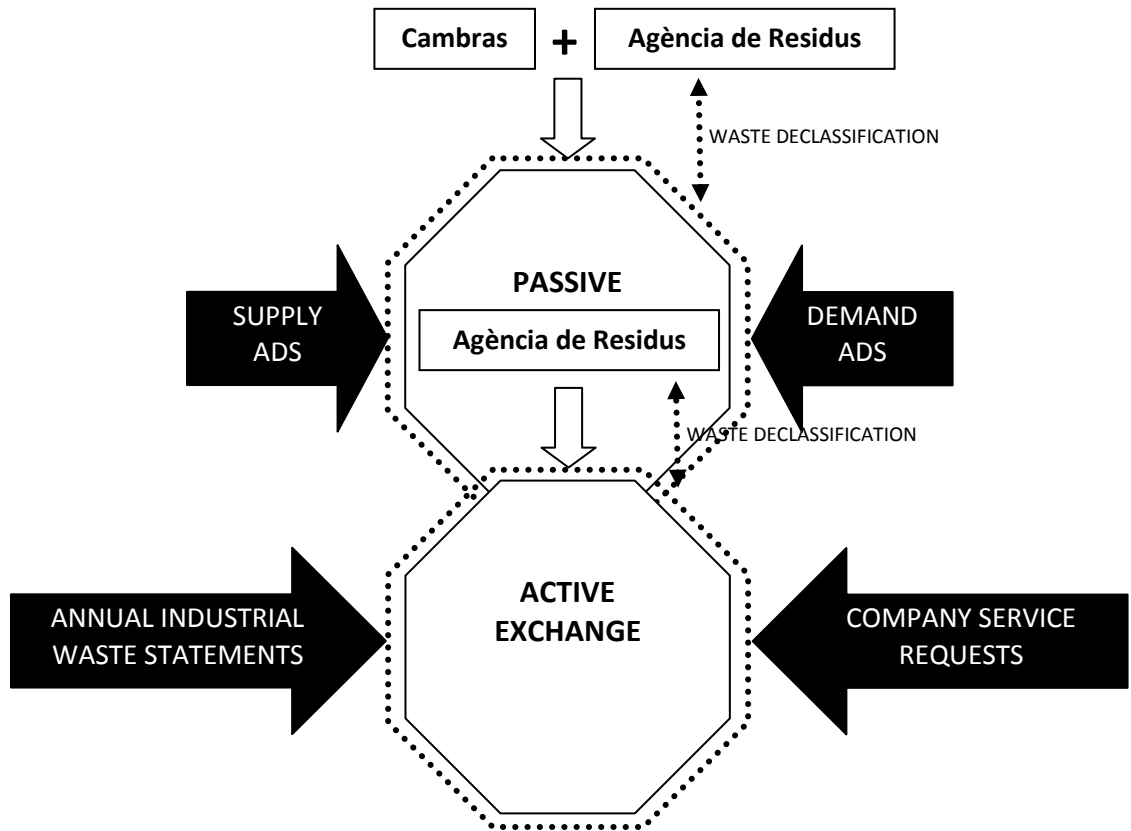 Cambras + Agència de Residus
WASTE DECLASSIFICATION
PASSIVE
SUPPLY
ADS
Agència de Residus
DEMAND
ADS
WASTE DECLASSIFICATION
ANNUAL INDUSTRIAL
WASTE STATEMENTS
ACTIVE
EXCHANGE
COMPANY SERVICE
REQUESTS